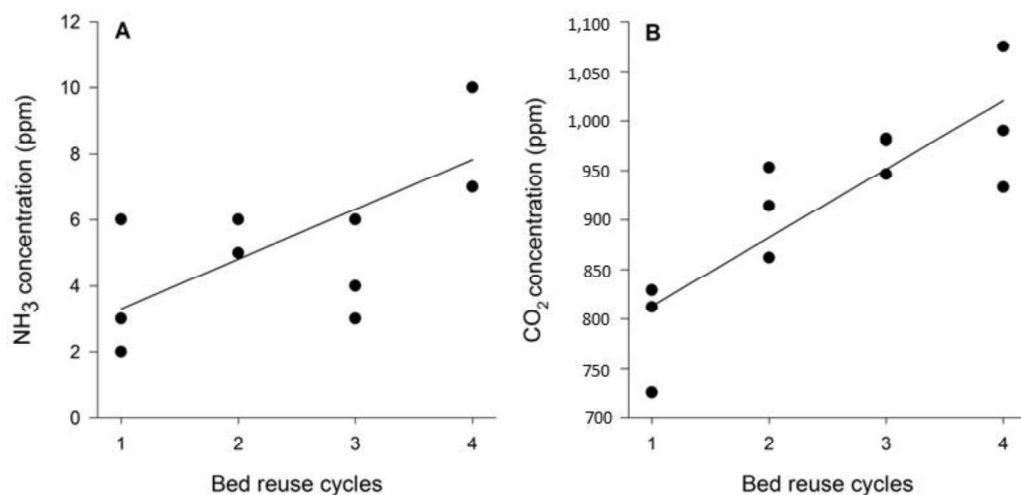 A
NH3 concentration (ppm)
12
10
8
6
4
2
0
1 2 3 4
Bed reuse cycles
B
CO2 concentration (ppm)
1,100
1,050
1,000
950
900
850
800
750
700
1 2 3 4
Bed reuse cycles